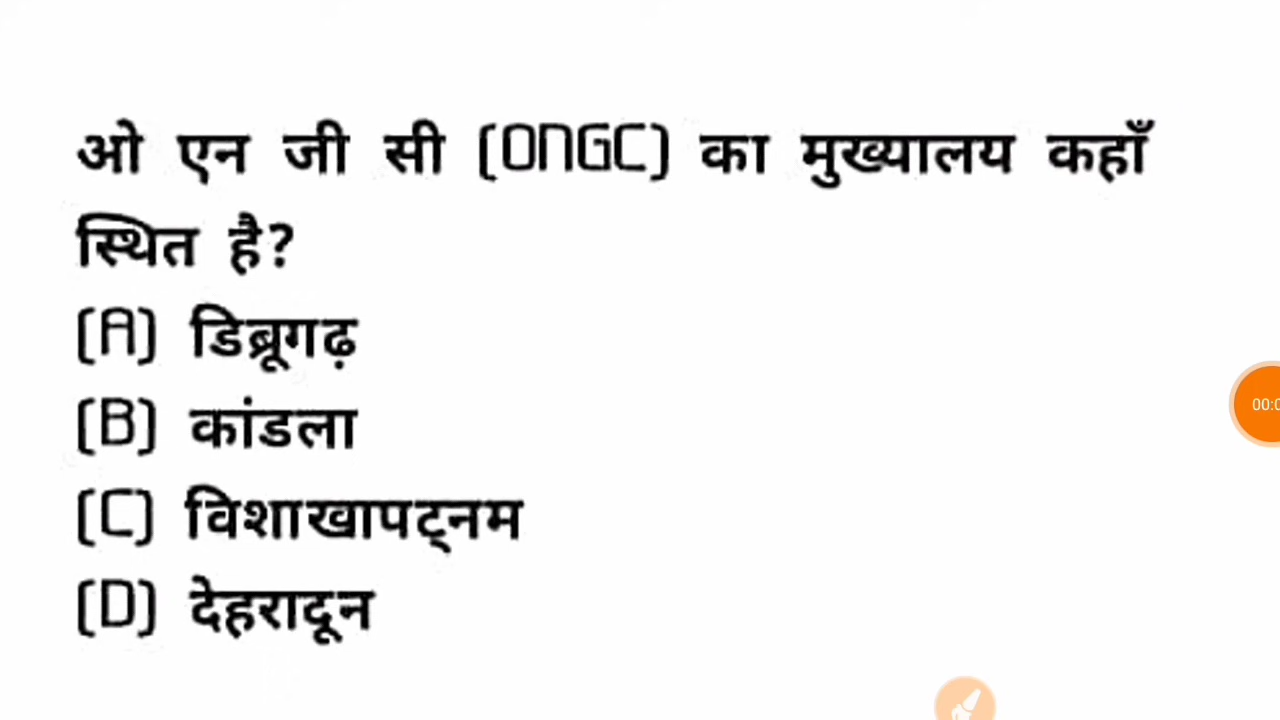 ओ एन जी सी (ONGC) का मुख्यालय कहाँ
स्थित है?
(A) डिब्रूगढ़
(B) कांडला
(C) विशाखापट्नम
(D) देहरादून